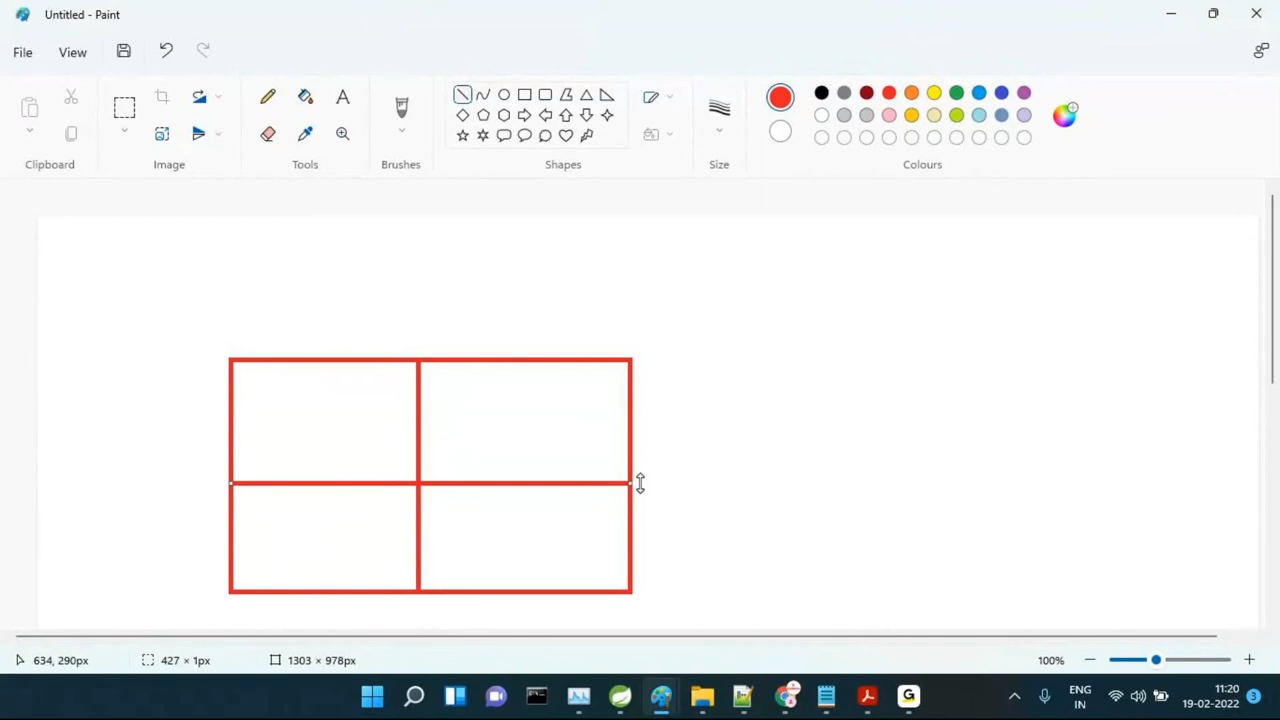 Untitled - Paint
File View
A
Clipboard Image Tools Brushes Shapes Size Colours
634, 290px 427 × 1px 1303 × 978px 100%
G
ENG
IN
11:20
19-02-2022
3